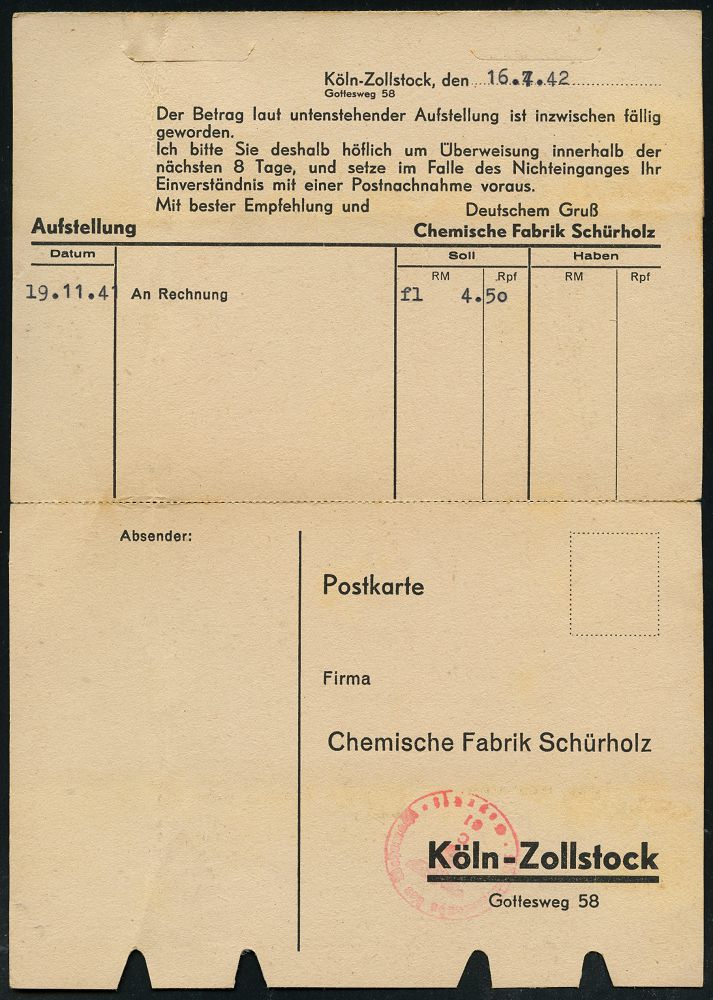 Köln-Zollstock, den 16.4.42
Gottesweg 58
Der Betrag laut untenstehender Aufstellung ist inzwischen fällig
geworden.
Ich bitte Sie deshalb höflich um Überweisung innerhalb der
nächsten 8 Tage, und setze im Falle des Nichteinganges Ihr
Einverständnis mit einer Postnachnahme voraus.
Mit bester Empfehlung und Deutschem Gruß
Aufstellung Chemische Fabrik Schürholz
Datum Soll Haben
RM Rpf RM Rpf
19.11.41 An Rechnung fl 4.50
Absender:
Postkarte
Firma
Chemische Fabrik Schürholz
Köln-Zollstock
Gottesweg 58